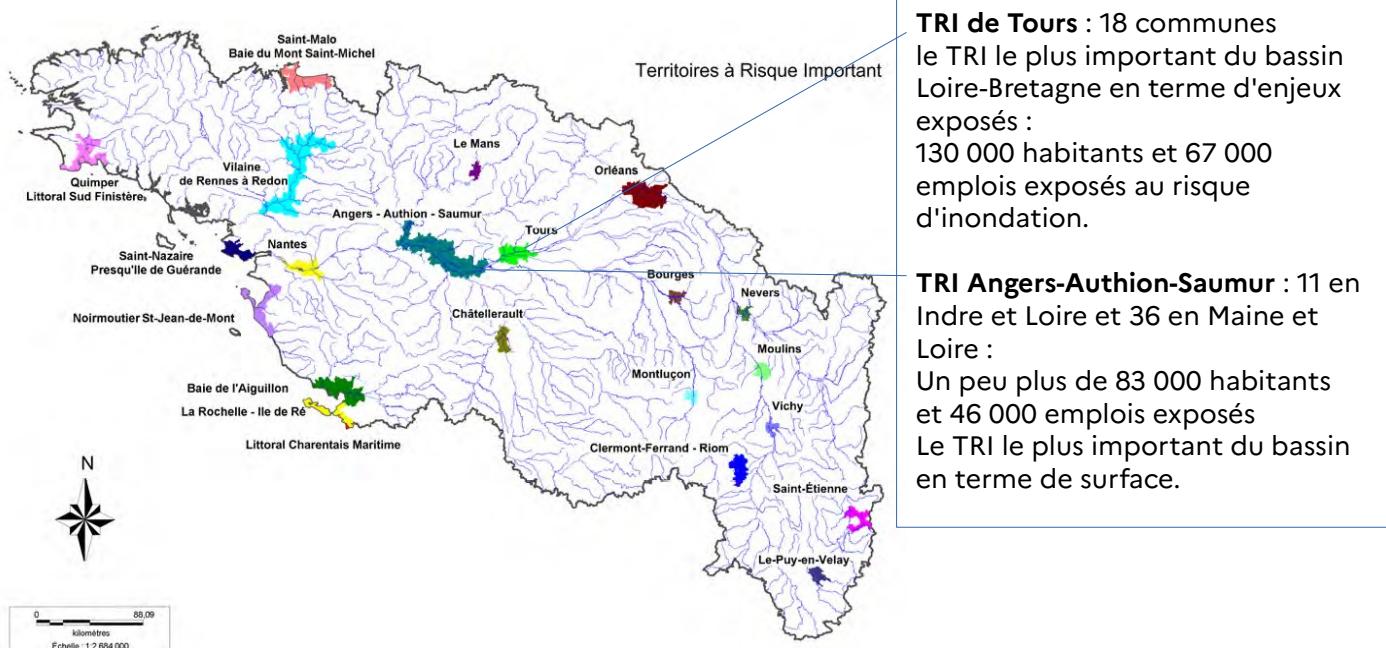 Territoires à Risque Important
Saint-Malo
Baie du Mont Saint-Michel
Le Mans
Orléans
Vilaine
de Rennes à Redon
Quimper
Littoral Sud Finistère
Angers - Authion - Saumur
Tours
Saint-Nazaire
Presqu'Ile de Guérande
Nantes
Bourges
Nevers
Noirmoutier St-Jean-de-Mont
Châtellerault
Moulins
Montluçon
Baie de l'Aiguillon
La Rochelle - Ile de Ré
Vichy
Littoral Charentais Maritime
Clermont-Ferrand - Riom
Saint-Étienne
Le-Puy-en-Velay
N
0 88,09
kilomètres
Échelle : 1:2 684 000
TRI de Tours : 18 communes
le TRI le plus important du bassin
Loire-Bretagne en terme d'enjeux
exposés :
130 000 habitants et 67 000
emplois exposés au risque
d'inondation.
TRI Angers-Authion-Saumur : 11 en
Indre et Loire et 36 en Maine et
Loire :
Un peu plus de 83 000 habitants
et 46 000 emplois exposés
Le TRI le plus important du bassin
en terme de surface.